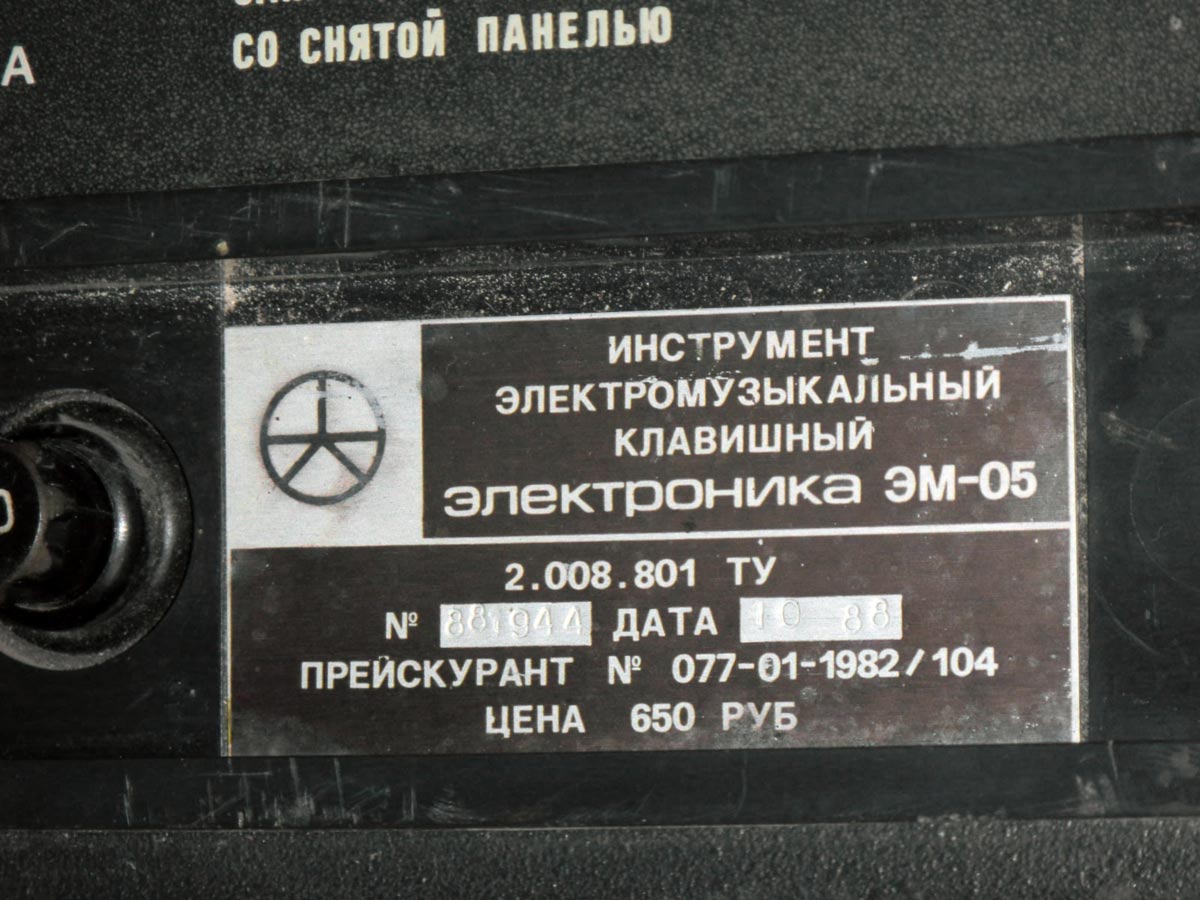 СО СНЯТОЙ ПАНЕЛЬЮ
А
ИНСТРУМЕНТ
ЭЛЕКТРОМУЗЫКАЛЬНЫЙ
КЛАВИШНЫЙ
электроника ЭМ-05
2.008.801 ТУ
№ 881944 ДАТА 10 88
ПРЕЙСКУРАНТ № 077-01-1982/104
ЦЕНА 650 РУБ